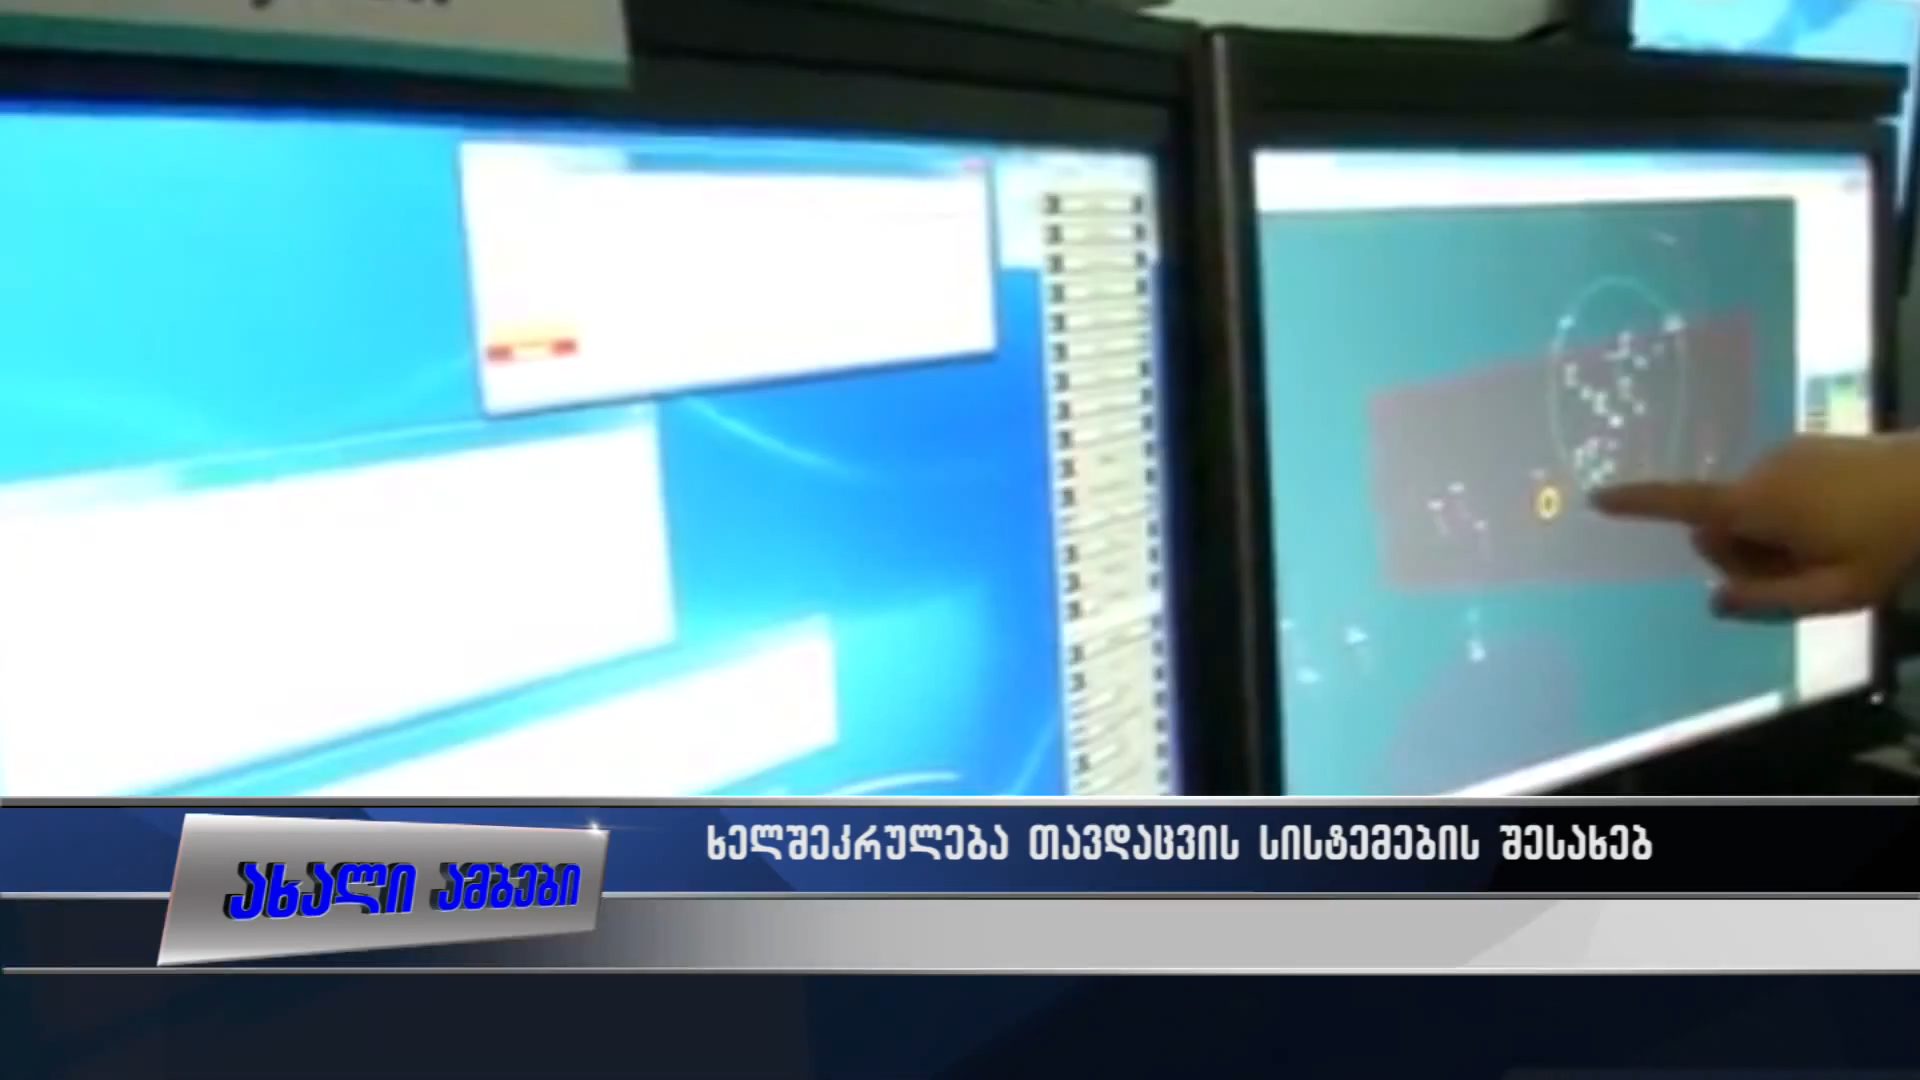 ხელშეკრულება თავდაცვის სისტემების შესახებ
ახალი ამბები